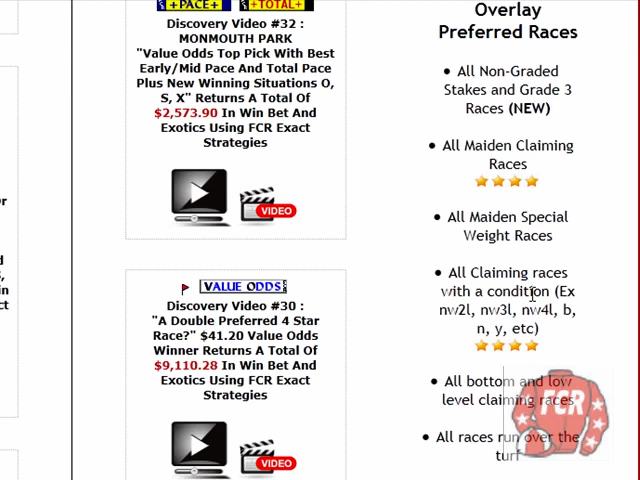 +PACE+ +TOTAL+
Discovery Video #32 :
MONMOUTH PARK
"Value Odds Top Pick With Best
Early/Mid Pace And Total Pace
Plus New Winning Situations O,
S, X" Returns A Total Of
$2,573.90 In Win Bet And
Exotics Using FCR Exact
Strategies
VIDEO
VALUE ODDS
Discovery Video #30 :
"A Double Preferred 4 Star
Race?" $41.20 Value Odds
Winner Returns A Total Of
$9,110.28 In Win Bet And
Exotics Using FCR Exact
Strategies
VIDEO
Overlay
Preferred Races
• All Non-Graded
Stakes and Grade 3
Races (NEW)
• All Maiden Claiming
Races
• All Maiden Special
Weight Races
• All Claiming races
with a condition (Ex
nw2l, nw3l, nw4l, b,
n, y, etc)
• All bottom and low
level claiming races
• All races run over the
turf
FCR